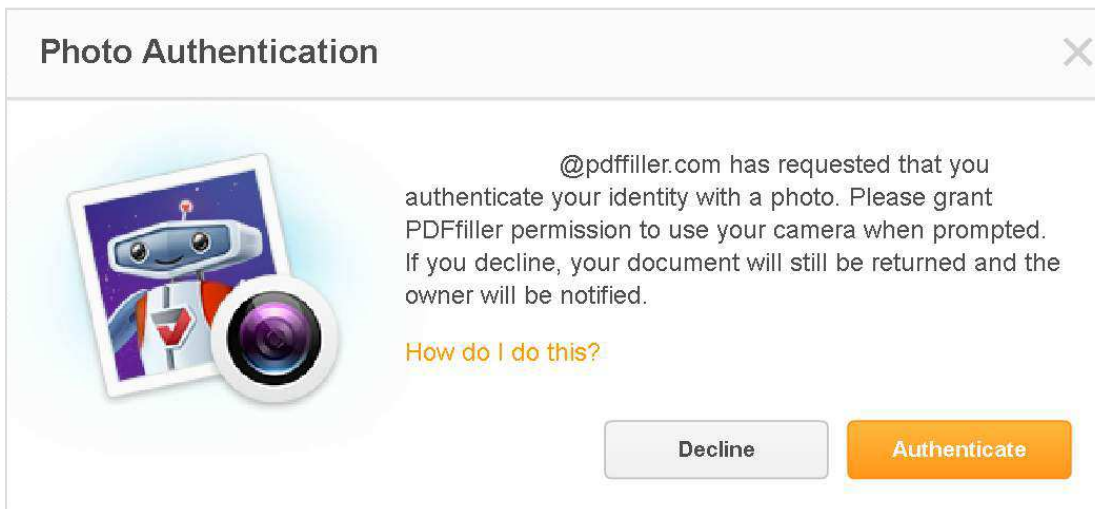 Photo Authentication
@pdffiller.com has requested that you
authenticate your identity with a photo. Please grant
PDFfiller permission to use your camera when prompted.
If you decline, your document will still be returned and the
owner will be notified.
How do I do this?
Decline
Authenticate